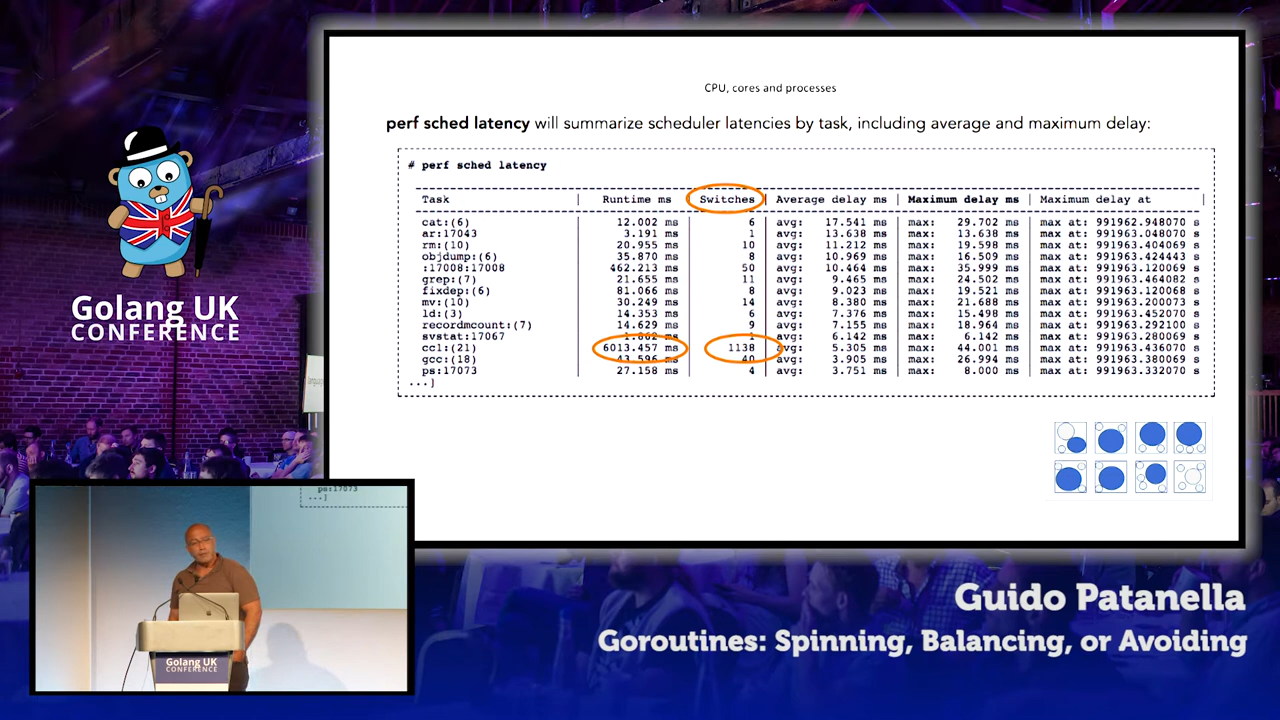 CPU, cores and processes
perf sched latency will summarize scheduler latencies by task, including average and maximum delay:
# perf sched latency
Task | Runtime ms | Switches | Average delay ms | Maximum delay ms | Maximum delay at |
cat:(6) | 12.002 ms | 6 | avg: 17.541 ms | max: 29.702 ms | max at: 991962.948070 s
ar:17043 | 3.191 ms | 1 | avg: 13.638 ms | max: 13.638 ms | max at: 991963.048070 s
rm:(10) | 20.955 ms | 10 | avg: 11.212 ms | max: 19.598 ms | max at: 991963.404069 s
objdump:(6) | 35.870 ms | 8 | avg: 10.969 ms | max: 16.509 ms | max at: 991963.424443 s
:17008:17008 | 462.213 ms | 50 | avg: 10.464 ms | max: 35.999 ms | max at: 991963.120069 s
grep:(7) | 21.655 ms | 11 | avg: 9.465 ms | max: 24.502 ms | max at: 991963.464082 s
fixdep:(6) | 81.066 ms | 8 | avg: 9.023 ms | max: 19.521 ms | max at: 991963.120068 s
mv:(10) | 30.249 ms | 14 | avg: 8.380 ms | max: 21.688 ms | max at: 991963.200073 s
ld:(3) | 14.353 ms | 6 | avg: 7.376 ms | max: 15.498 ms | max at: 991963.452070 s
recordmcount:(7) | 14.629 ms | 9 | avg: 7.155 ms | max: 18.964 ms | max at: 991963.292100 s
svstat:17067 | 1.862 ms | 1 | avg: 6.142 ms | max: 6.142 ms | max at: 991963.280069 s
cc1:(21) | 6013.457 ms | 1138 | avg: 5.305 ms | max: 44.001 ms | max at: 991963.436070 s
gcc:(18) | 43.596 ms | 40 | avg: 3.905 ms | max: 26.994 ms | max at: 991963.380069 s
ps:17073 | 27.158 ms | 4 | avg: 3.751 ms | max: 8.000 ms | max at: 991963.332070 s
...]
Golang UK
CONFERENCE
ps:17073
...]
Golang UK
CONFERENCE
Guido Patanella
Goroutines: Spinning, Balancing, or Avoiding